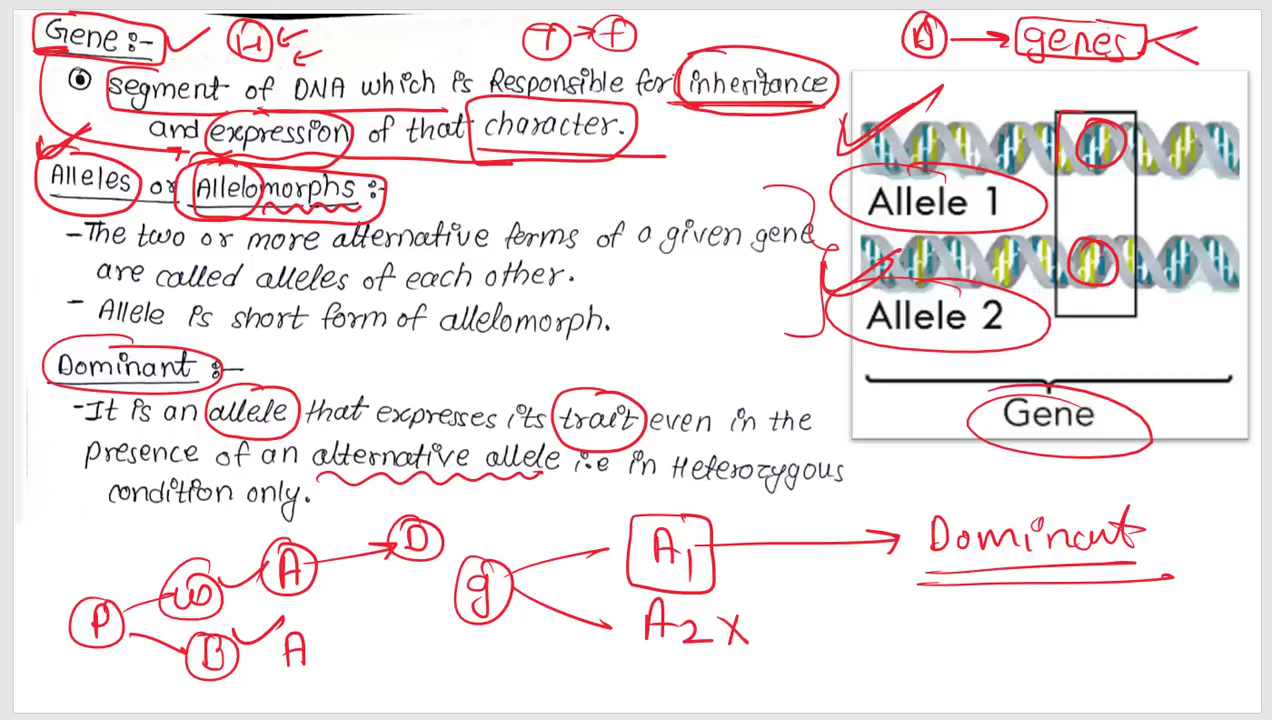 Gene :-
H
T f
D genes
segment of DNA which is Responsible for inheritance
and expression of that character.
Alleles or Allelomorphs :-
- The two or more alternative forms of a given gene
are called alleles of each other.
- Allele is short form of allelomorph.
Allele 1
Allele 2
Gene
Dominant :-
- It is an allele that expresses its trait even in the
presence of an alternative allele i.e in Heterozygous
condition only.
P
A
D
B A
g
A1 Dominant
A2 X